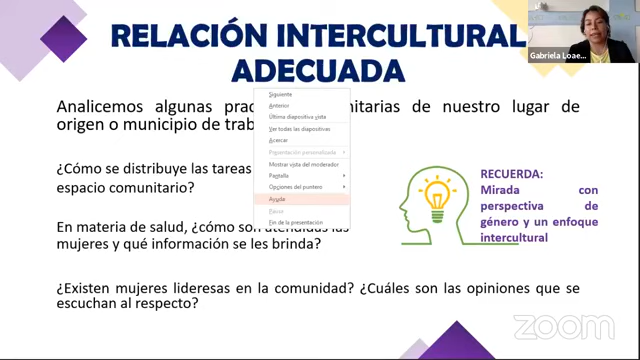 RELACIÓN INTERCULTURAL
ADECUADA
Gabriela Loae...
Analicemos algunas prac nitarias de nuestro lugar de
origen o municipio de trab
Siguiente
Anterior
Última diapositiva vista
Ver todas las diapositivas
Acercar
Presentación personalizada
Mostrar vista del moderador
Pantalla
Opciones del puntero
Ayuda
Pausa
Fin de la presentación
¿Cómo se distribuye las tareas
espacio comunitario?
En materia de salud, ¿cómo son atendidas las
mujeres y qué información se les brinda?
RECUERDA:
Mirada con
perspectiva de
género y un enfoque
intercultural
¿Existen mujeres lideresas en la comunidad? ¿Cuáles son las opiniones que se
escuchan al respecto?
zoom